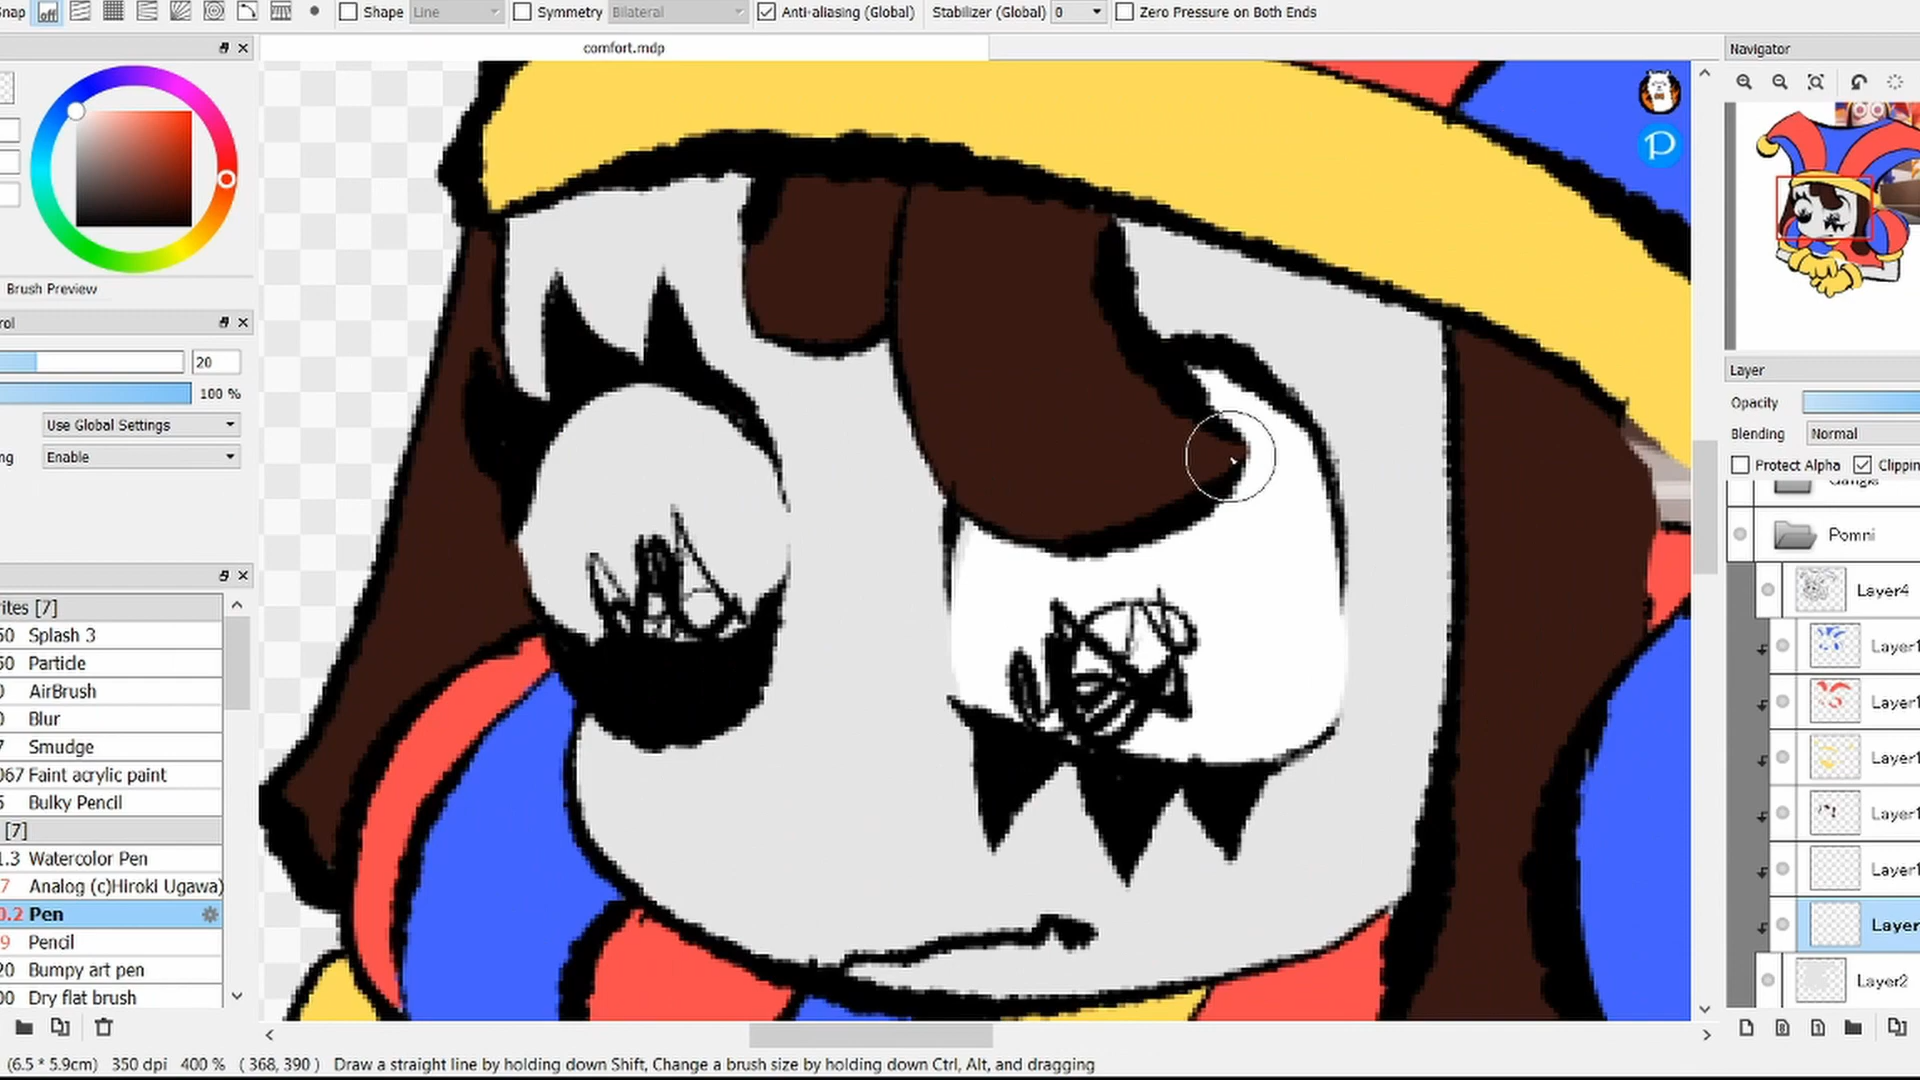 Snap Shape Line Symmetry Bilateral Anti-aliasing (Global) Stabilizer (Global) 0 Zero Pressure on Both Ends
comfort.mdp
Navigator
Brush Preview
rol
20
100 %
Use Global Settings
ng Enable
rites [7]
50 Splash 3
50 Particle
0 AirBrush
0 Blur
7 Smudge
067 Faint acrylic paint
5 Bulky Pencil
[7]
1.3 Watercolor Pen
7 Analog (c)Hiroki Ugawa)
0.2 Pen
9 Pencil
20 Bumpy art pen
00 Dry flat brush
P
Layer
Opacity
Blending Normal
Protect Alpha Clippin
Pomni
Layer4
Layer1
Layer1
Layer1
Layer1
Layer1
Layer
Layer2
(6.5 * 5.9cm) 350 dpi 400 % ( 368, 390 ) Draw a straight line by holding down Shift, Change a brush size by holding down Ctrl, Alt, and dragging